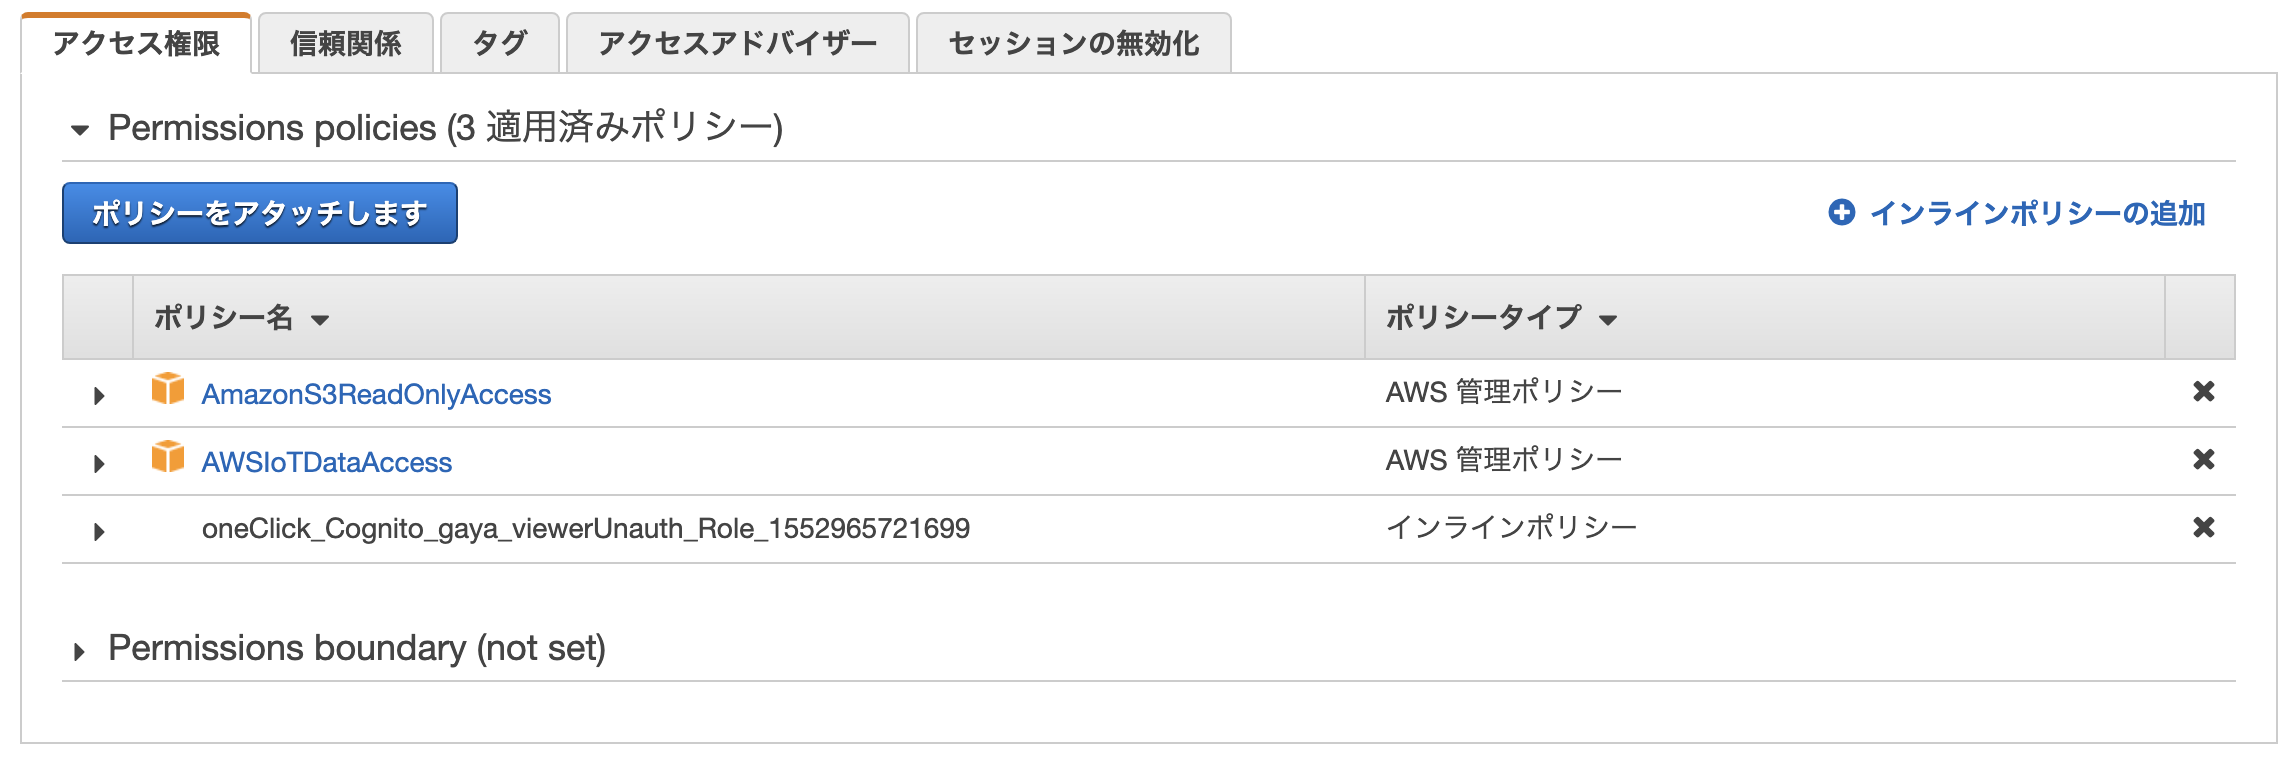 アクセス権限 信頼関係 タグ アクセスアドバイザー セッションの無効化
Permissions policies (3 適用済みポリシー)
ポリシーをアタッチします インラインポリシーの追加
ポリシー名 ポリシータイプ
AmazonS3ReadOnlyAccess AWS 管理ポリシー
AWSIoTDataAccess AWS 管理ポリシー
oneClick_Cognito_gaya_viewerUnauth_Role_1552965721699 インラインポリシー
Permissions boundary (not set)